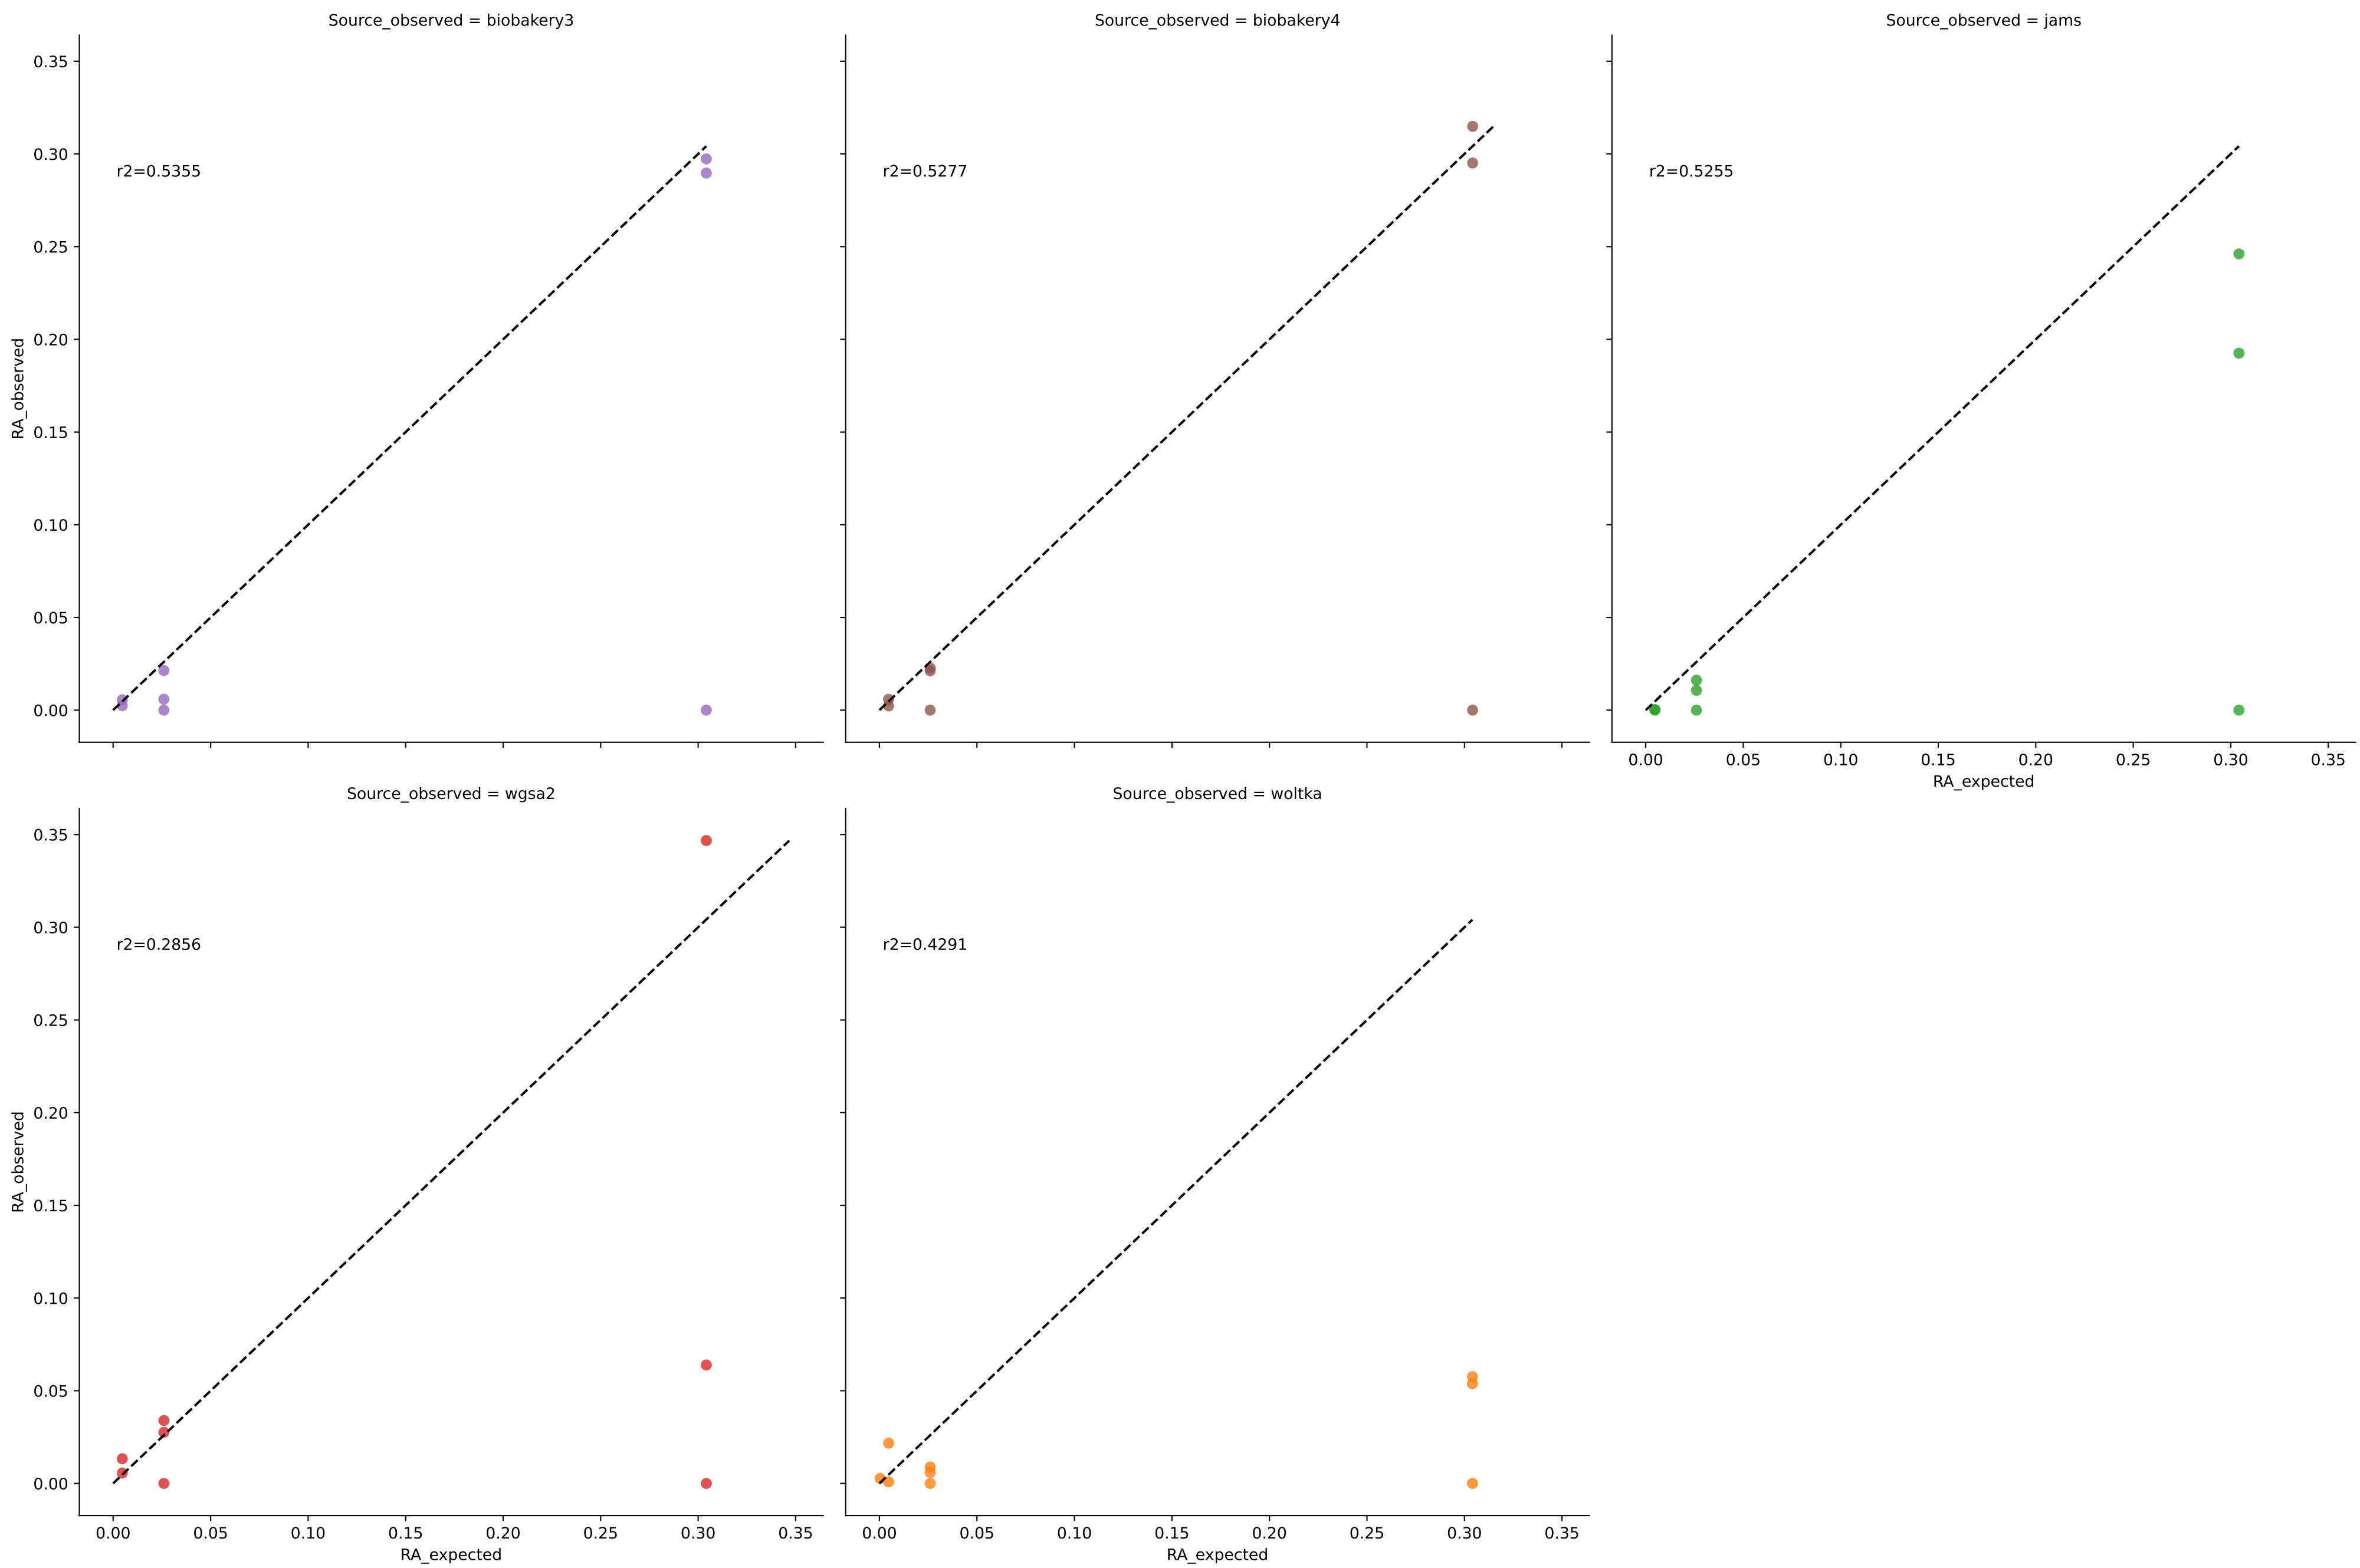 Source_observed = biobakery3
Source_observed = biobakery4
Source_observed = jams
0.35
0.30
0.25
0.20
0.15
0.10
0.05
0.00
RA_observed
r2=0.5355
r2=0.5277
r2=0.5255
0.00 0.05 0.10 0.15 0.20 0.25 0.30 0.35
RA_expected
Source_observed = wgsa2
Source_observed = woltka
0.35
0.30
0.25
0.20
0.15
0.10
0.05
0.00
RA_observed
r2=0.2856
r2=0.4291
0.00 0.05 0.10 0.15 0.20 0.25 0.30 0.35
RA_expected
0.00 0.05 0.10 0.15 0.20 0.25 0.30 0.35
RA_expected